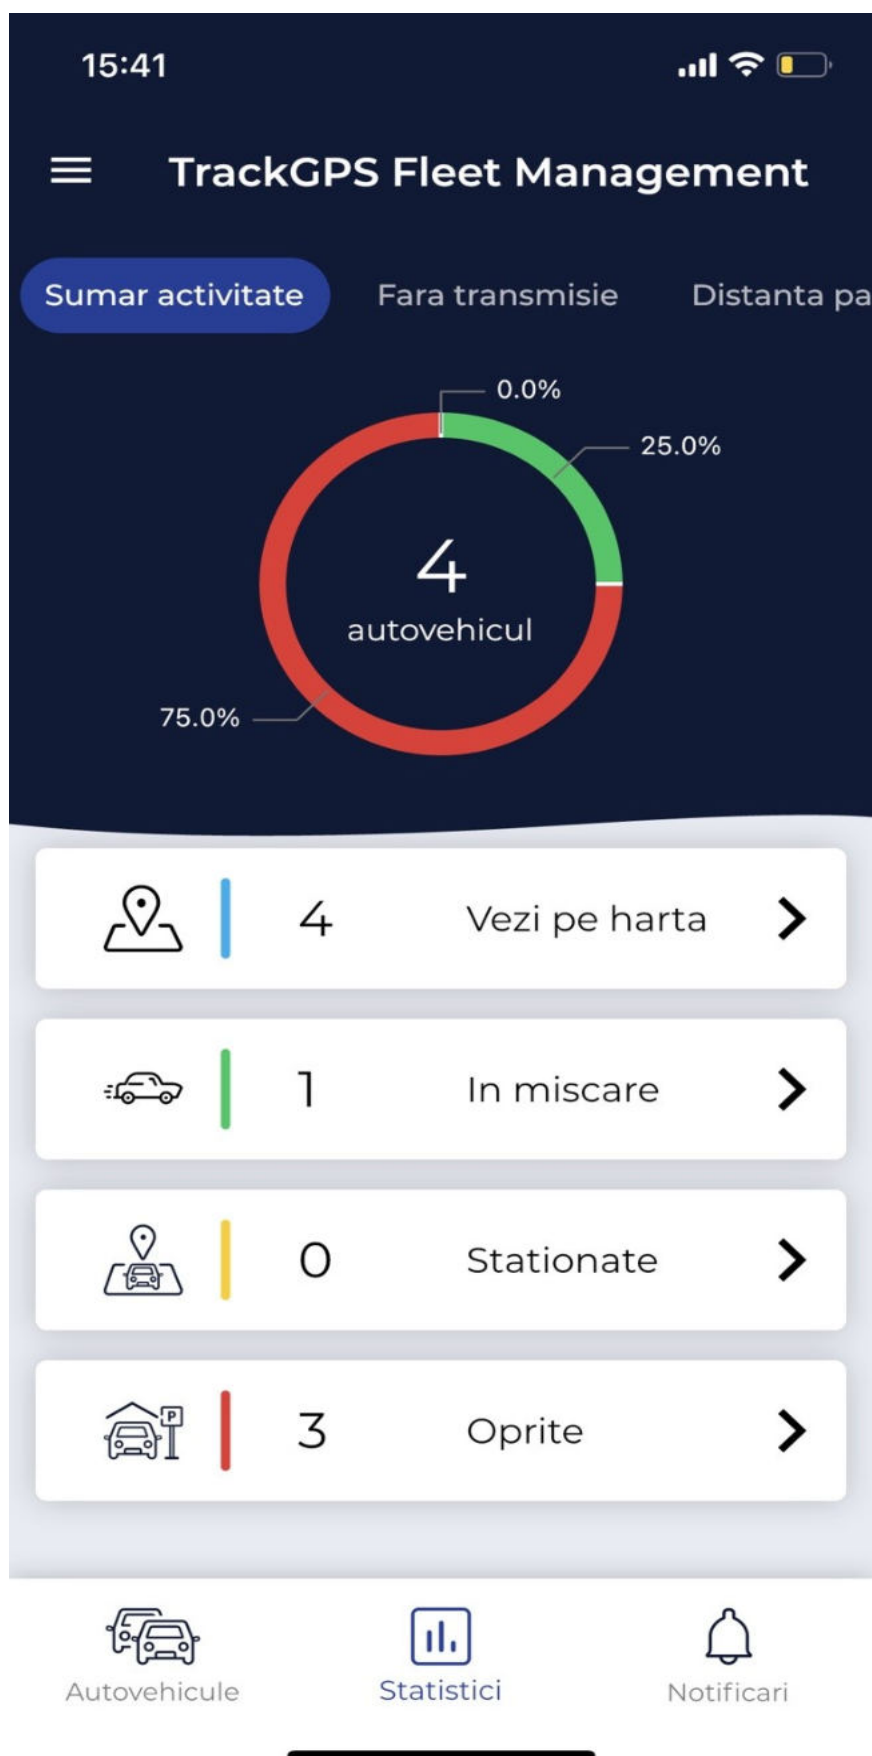 15:41
TrackGPS Fleet Management
Sumar activitate Fara transmisie Distanta pa
0.0%
25.0%
4
autovehicul
75.0%
4 Vezi pe harta
1 In miscare
0 Stationate
P
3 Oprite
Autovehicule Statistici Notificari